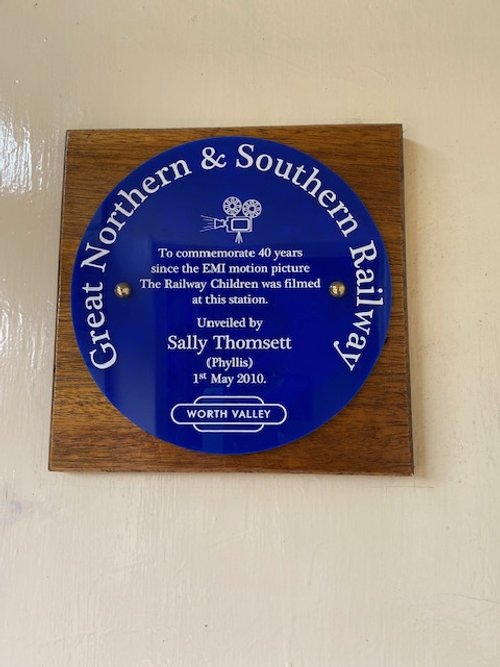 Great Northern & Southern Railway
To commemorate 40 years
since the EMI motion picture
The Railway Children was filmed
at this station.
Unveiled by
Sally Thomsett
(Phyllis)
1st May 2010.
WORTH VALLEY